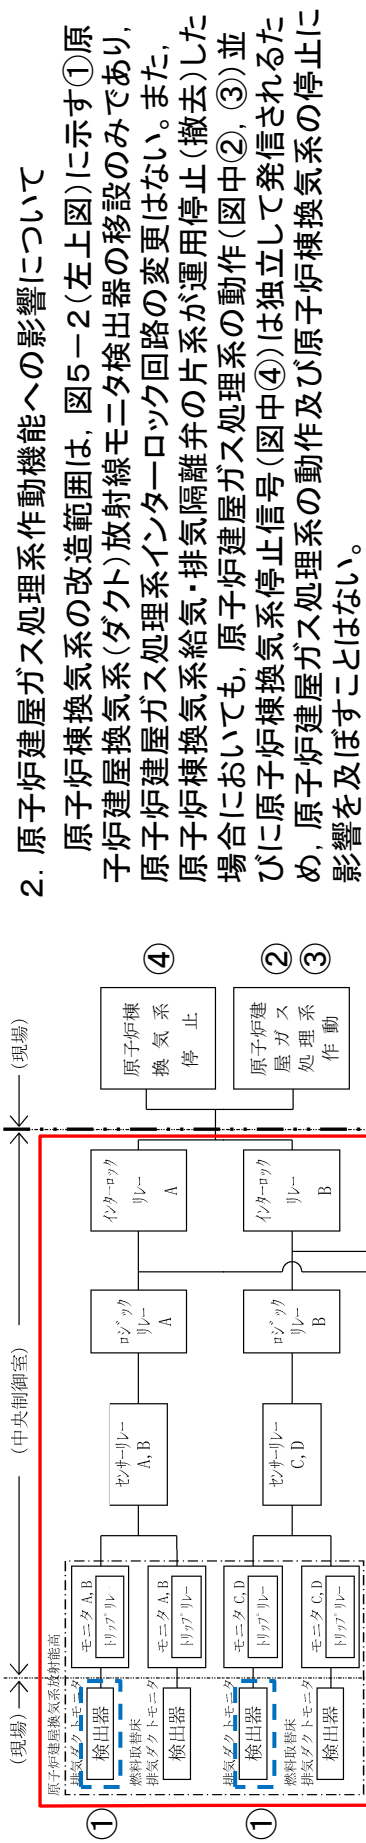 2. 原子炉建屋ガス処理系作動機能への影響について
原子炉棟換気系の改造範囲は, 図5-2(左上図)に示す①原
子炉建屋換気系(ダクト)放射線モニタ検出器の移設のみであり,
原子炉建屋ガス処理系インターロック回路の変更はない。また,
原子炉棟換気系給気・排気隔離弁の片系が運用停止(撤去)した
場合においても, 原子炉建屋ガス処理系の動作(図中②, ③)並
びに原子炉棟換気系停止信号(図中④)は独立して発信されるた
め, 原子炉建屋ガス処理系の動作及び原子炉棟換気系の停止に
影響を及ぼすことはない。
(現場)
(中央制御室)
(現場)
原子炉建屋換気系放射能高
排気ダクトモニタ
検出器
①
モニタ A,B
トリップリレー
燃料取替床
排気ダクトモニタ
検出器
モニタ A,B
トリップリレー
センサーリレー
A,B
ロジック
リレー
A
インターロック
リレー
A
原子炉棟
換気系
停止
④
排気ダクトモニタ
検出器
①
モニタ C,D
トリップリレー
燃料取替床
排気ダクトモニタ
検出器
モニタ C,D
トリップリレー
センサーリレー
C,D
ロジック
リレー
B
インターロック
リレー
B
原子炉建
屋ガス
処理系
作動
②
③